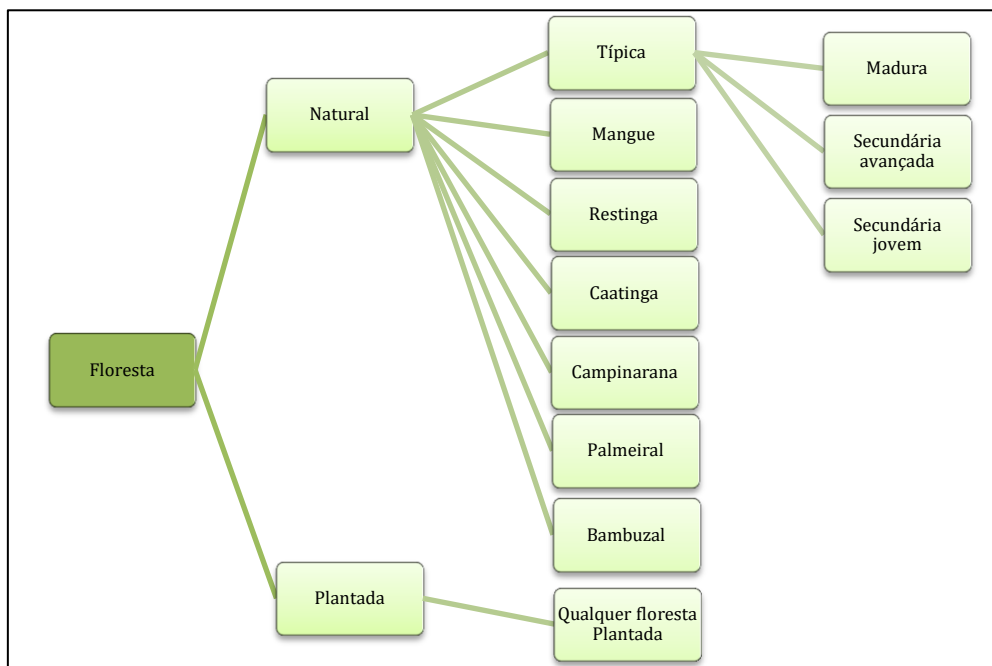 Floresta
Natural
Plantada
Típica
Mangue
Restinga
Caatinga
Campinarana
Palmeiral
Bambuzal
Qualquer floresta
Plantada
Madura
Secundária
avançada
Secundária
jovem